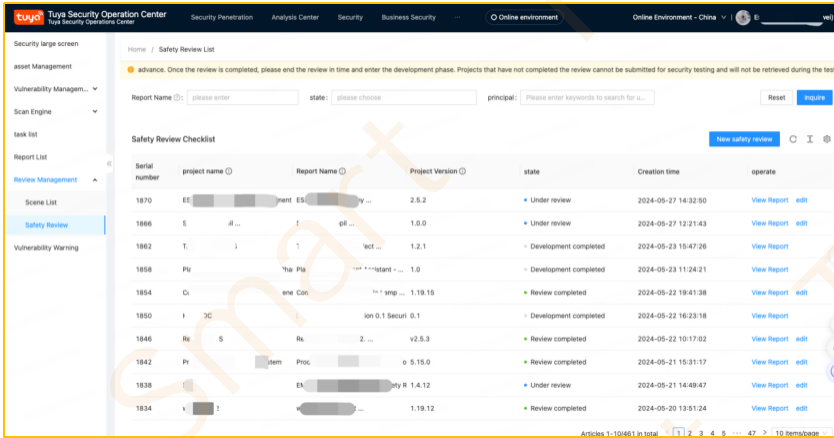 tuya Tuya Security Operation Center
Tuya Security Operations Center
Security Penetration Analysis Center Security Business Security ... Online environment Online Environment - China
Security large screen
asset Management
Vulnerability Managem...
Scan Engine
task list
Report List
Review Management
Scene List
Safety Review
Vulnerability Warning
Home / Safety Review List
advance. Once the review is completed, please end the review in time and enter the development phase. Projects that have not completed the review cannot be submitted for security testing and will not be retrieved during the
Report Name : please enter state: please choose principal: Please enter keywords to search for u... Reset Inquire
Safety Review Checklist New safety review
Serial number project name Report Name Project Version state Creation time operate
1870 2.5.2 Under review 2024-05-27 14:32:50 View Report edit
1866 1.0.0 Under review 2024-05-27 12:21:43 View Report edit
1862 1.2.1 Development completed 2024-05-23 15:47:26 View Report
1858 1.0 Development completed 2024-05-23 11:24:21 View Report
1854 1.19.15 Review completed 2024-05-22 19:41:38 View Report edit
1850 0.1 Development completed 2024-05-22 16:23:18 View Report
1846 v2.5.3 Review completed 2024-05-22 10:17:02 View Report edit
1842 5.15.0 Review completed 2024-05-21 15:31:17 View Report edit
1838 1.4.12 Under review 2024-05-21 14:49:47 View Report edit
1834 1.19.12 Review completed 2024-05-20 13:51:24 View Report edit
Articles 1-10/461 in total < 1 2 3 4 5 ... 47 > 10 items/page
Smart